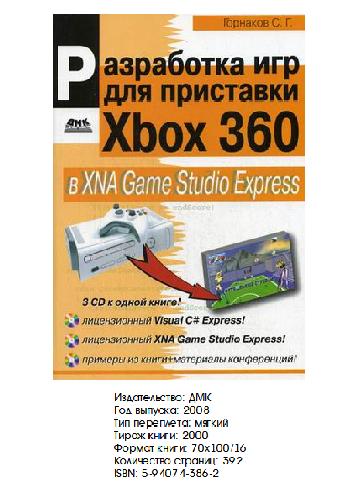 Горнаков С. Г.
Разработка игр
для приставки
Xbox 360
ДМК
в XNA Game Studio Express
3 CD к одной книге!
лицензионный Visual C# Express!
лицензионный XNA Game Studio Express!
примеры из книги и материалы конференций!
Издательство: ДМК
Год выпуска: 2008
Тип переплета: мягкий
Тираж книги: 2000
Формат книги: 70x100/16
Количество страниц: 392
ISBN: 5-94074-386-2